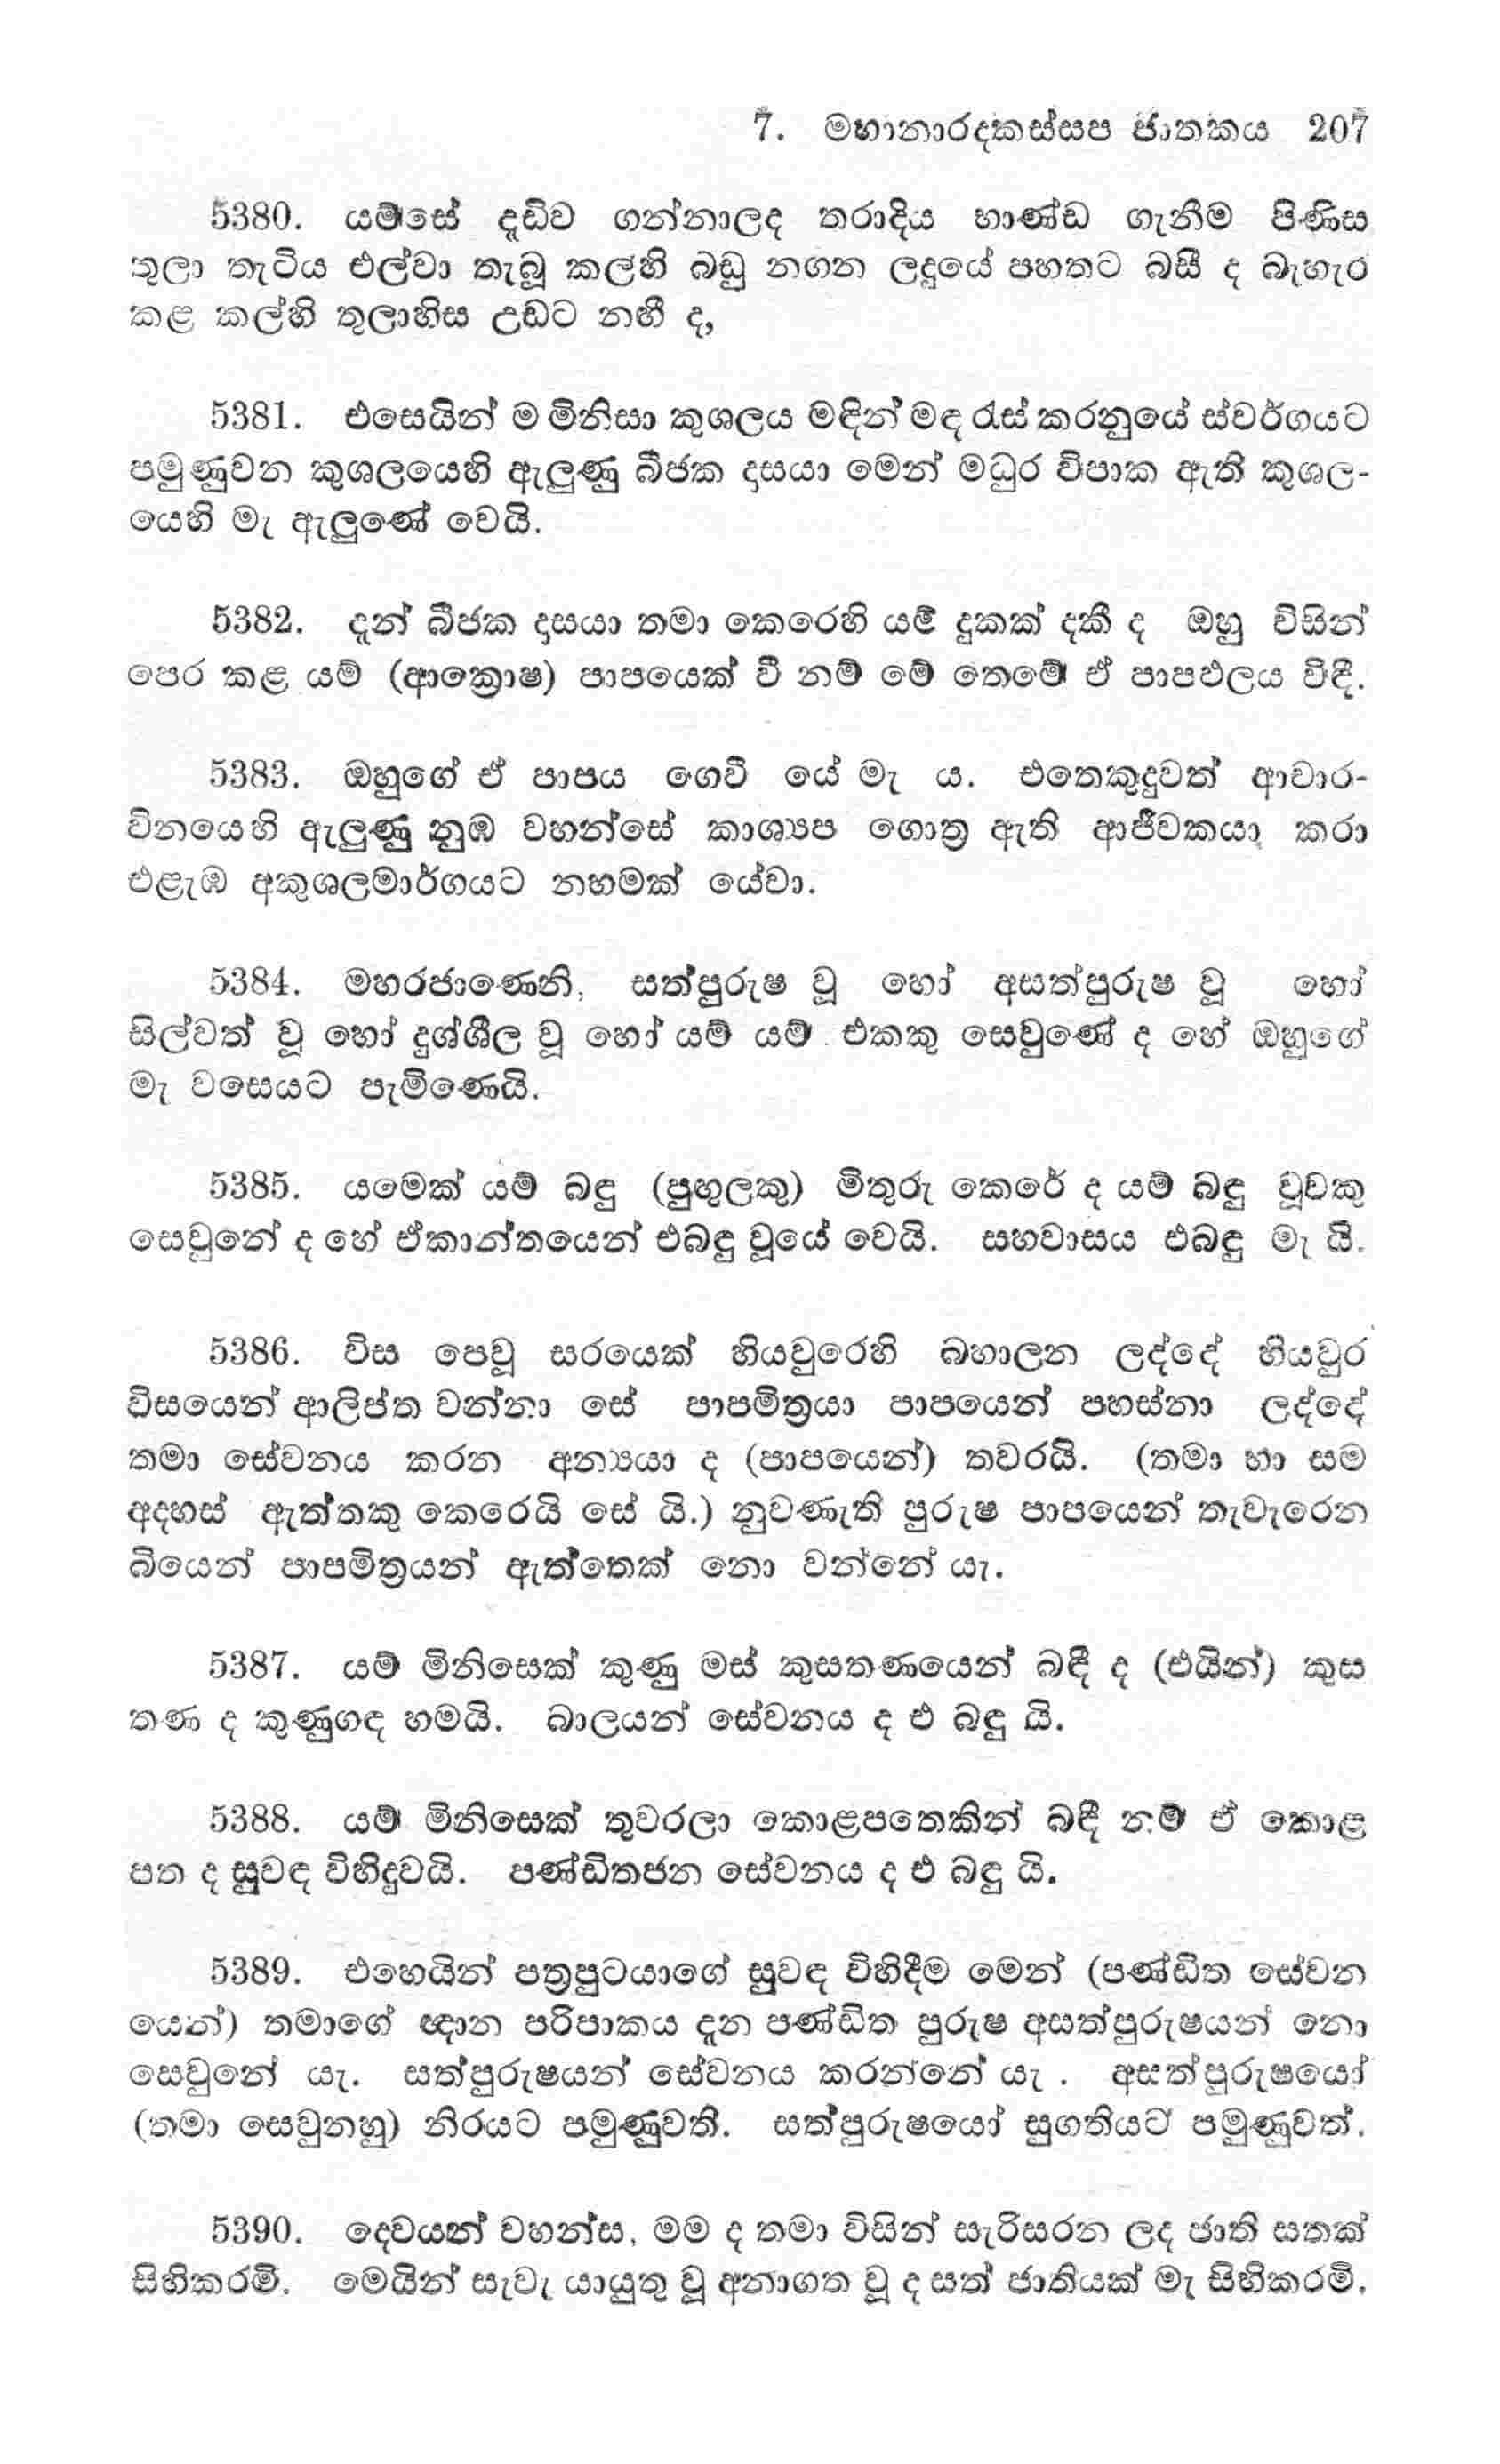 7. මහානාරදකස්සප ජාතකය 207
5380. යම්සේ දැඩිව ගන්නාලද තරාදිය භාණ්ඩ ගැනීම පිණිස
තුලා තැටිය එල්වා තැබූ කල්හි බඩු නගන ලදුයේ පහතට බසී ද බැහැර
කළ කල්හි තුලාහිස උඩට නඟී ද,
5381. එසෙයින් ම මිනිසා කුශලය මඳින් මඳ රැස් කරනුයේ ස්වර්ගයට
පමුණුවන කුශලයෙහි ඇලුණු බීජක දාසයා මෙන් මධුර විපාක ඇති කුශල-
යෙහි මැ ඇලුණේ වෙයි.
5382. දැන් බීජක දාසයා තමා කෙරෙහි යම් දුකක් දකී ද ඔහු විසින්
පෙර කළ යම් (ආක්‍රොෂ) පාපයෙක් වී නම් මේ තෙමේ ඒ පාපඵලය විඳී.
5383. ඔහුගේ ඒ පාපය ගෙවී යේ මැ ය. එතෙකුදුවත් ආචාර-
විනයෙහි ඇලුණු නුඹ වහන්සේ කාශ්‍යප ගොත්‍ර ඇති ආජීවකයා කරා
එළැඹ අකුශලමාර්ගයට නහමක් යේවා.
5384. මහරජාණෙනි, සත්පුරුෂ වූ හෝ අසත්පුරුෂ වූ හෝ
සිල්වත් වූ හෝ දුශ්ශීල වූ හෝ යම් යම් එකකු සෙවුණේ ද හේ ඔහුගේ
මැ වසෙයට පැමිණෙයි.
5385. යමෙක් යම් බඳු (පුඟුලකු) මිතුරු කෙරේ ද යම් බඳු වූවකු
සෙවුනේ ද හේ ඒකාන්තයෙන් එබඳු වූයේ වෙයි. සහවාසය එබඳු මැ යි.
5386. විස පෙවූ සරයෙක් හියවුරෙහි බහාලන ලද්දේ හියවුර
විසයෙන් ආලිප්ත වන්නා සේ පාපමිත්‍රයා පාපයෙන් පහස්නා ලද්දේ
තමා සේවනය කරන අන්‍යයා ද (පාපයෙන්) තවරයි. (තමා හා සම
අදහස් ඇත්තකු කෙරෙයි සේ යි.) නුවණැති පුරුෂ පාපයෙන් තැවැරෙන
බියෙන් පාපමිත්‍රයන් ඇත්තෙක් නො වන්නේ යැ.
5387. යම් මිනිසෙක් කුණු මස් කුසතණයෙන් බඳී ද (එයින්) කුස
තණ ද කුණුගඳ හමයි. බාලයන් සේවනය ද එ බඳු යි.
5388. යම් මිනිසෙක් තුවරලා කොළපතෙකින් බඳී නම් ඒ කොළ
පත ද සුවඳ විහිදුවයි. පණ්ඩිතජන සේවනය ද එ බඳු යි.
5389. එහෙයින් පත්‍රපුටයාගේ සුවඳ විහිදීම මෙන් (පණ්ඩිත සේවන
යෙන්) තමාගේ ඥාන පරිපාකය දැන පණ්ඩිත පුරුෂ අසත්පුරුෂයන් නො
සෙවුනේ යැ. සත්පුරුෂයන් සේවනය කරන්නේ යැ . අසත්පුරුෂයෝ
(තමා සෙවුනහු) නිරයට පමුණුවති. සත්පුරුෂයෝ සුගතියට පමුණුවත්.
5390. දෙවයන් වහන්ස, මම ද තමා විසින් සැරිසරන ලද ජාති සතක්
සිහිකරමි. මෙයින් සැවැ යායුතු වූ අනාගත වූ ද සත් ජාතියක් මැ සිහිකරමි.